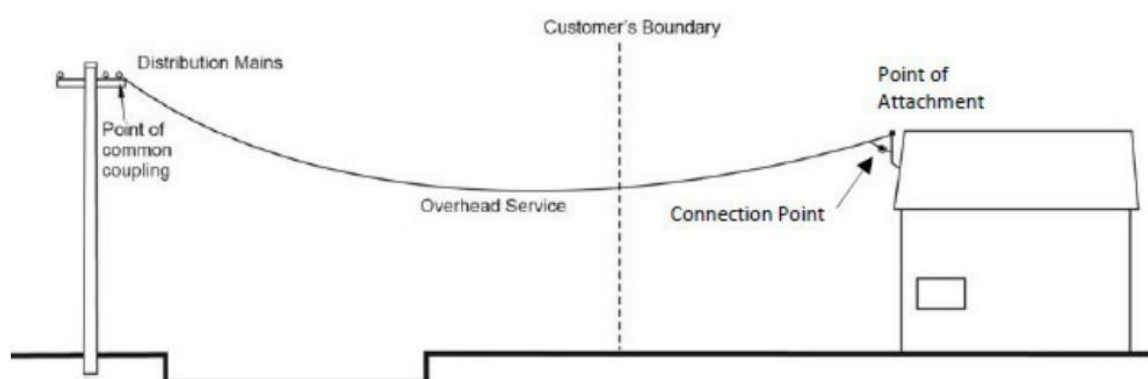 Customer's Boundary
Distribution Mains
Point of
Attachment
Point of
common
coupling
Overhead Service
Connection Point